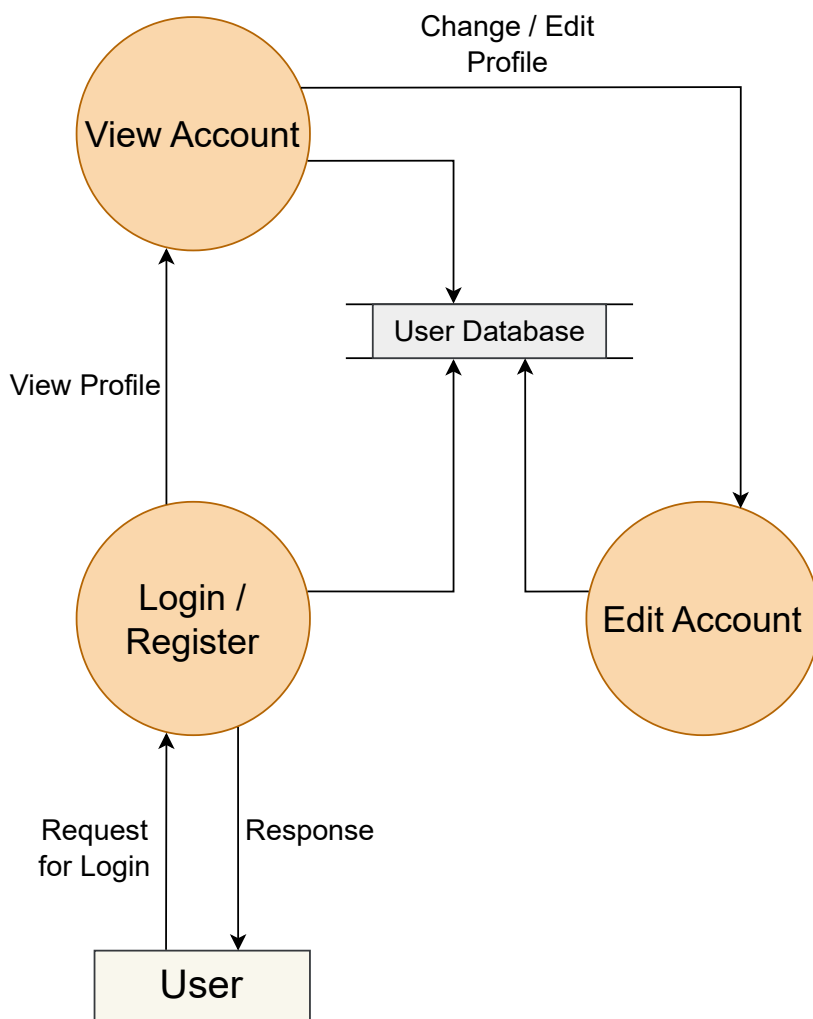 Change / Edit
Profile
View Account
User Database
View Profile
Login /
Register
Edit Account
Request
for Login
Response
User